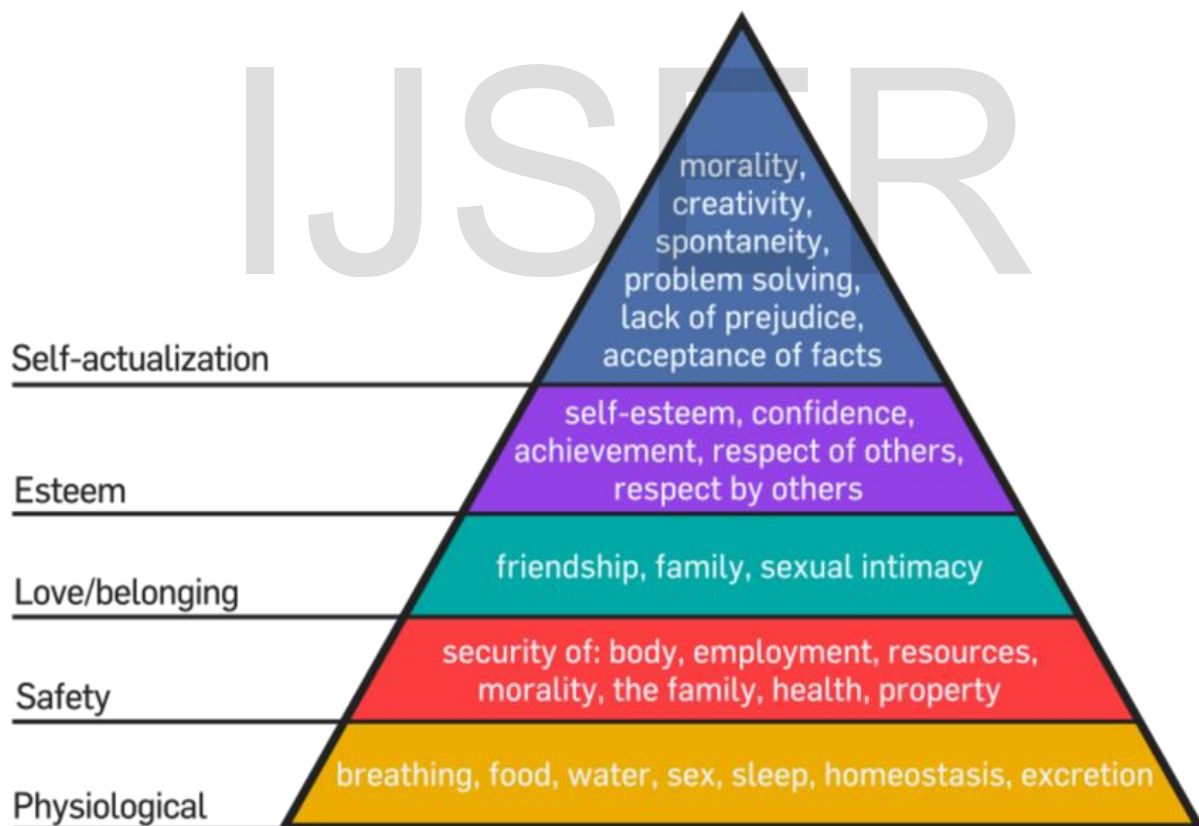 IJSER
morality,
creativity,
spontaneity,
problem solving,
lack of prejudice,
acceptance of facts
Self-actualization
self-esteem, confidence,
achievement, respect of others,
respect by others
Esteem
friendship, family, sexual intimacy
Love/belonging
security of: body, employment, resources,
morality, the family, health, property
Safety
breathing, food, water, sex, sleep, homeostasis, excretion
Physiological